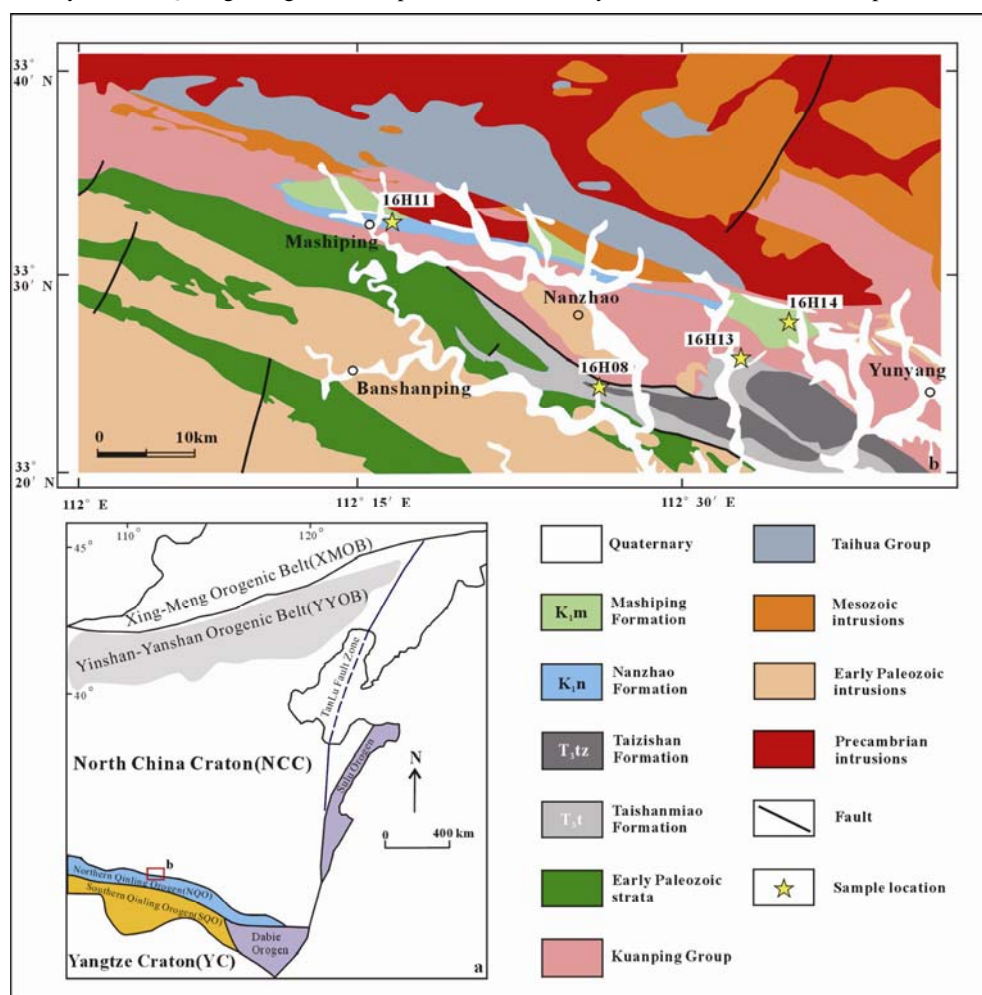 33°
40′ N
16H11
Mashiping
33°
30′ N
Nanzhao
16H14
16H13
Yunyang
16H08
Banshanping
0 10km
b
33°
20′ N
112° E
112° 15′ E
112° 30′ E
110°
120°
45°
Xing-Meng Orogenic Belt(XMOB)
Yinshan-Yanshan Orogenic Belt(YYOB)
40°
TanLu Fault Zone
North China Craton(NCC)
Sulu Orogen
N
0 400 km
b
Northern Qinling Orogen(NQO)
Southern Qinling Orogen(SQO)
Dabie
Orogen
Yangtze Craton(YC)
a
Quaternary
K₁m
Mashiping
Formation
K₁n
Nanzhao
Formation
T₃tz
Taizishan
Formation
T₃t
Taishanmiao
Formation
Early Paleozoic
strata
Kuanping Group
Taihua Group
Mesozoic
intrusions
Early Paleozoic
intrusions
Precambrian
intrusions
Fault
Sample location